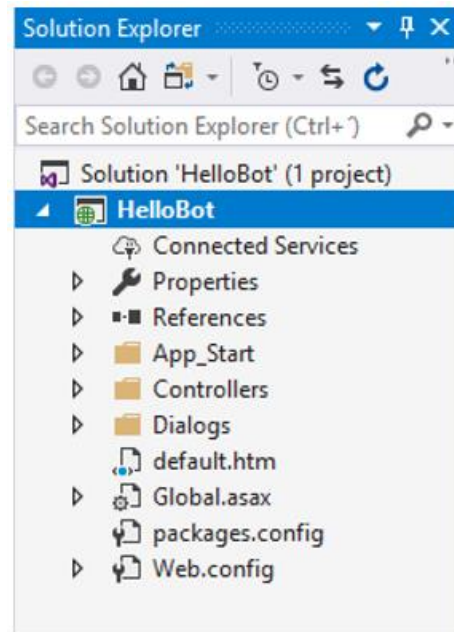 Solution Explorer
Search Solution Explorer (Ctrl+´)
Solution 'HelloBot' (1 project)
HelloBot
Connected Services
Properties
References
App_Start
Controllers
Dialogs
default.htm
Global.asax
packages.config
Web.config